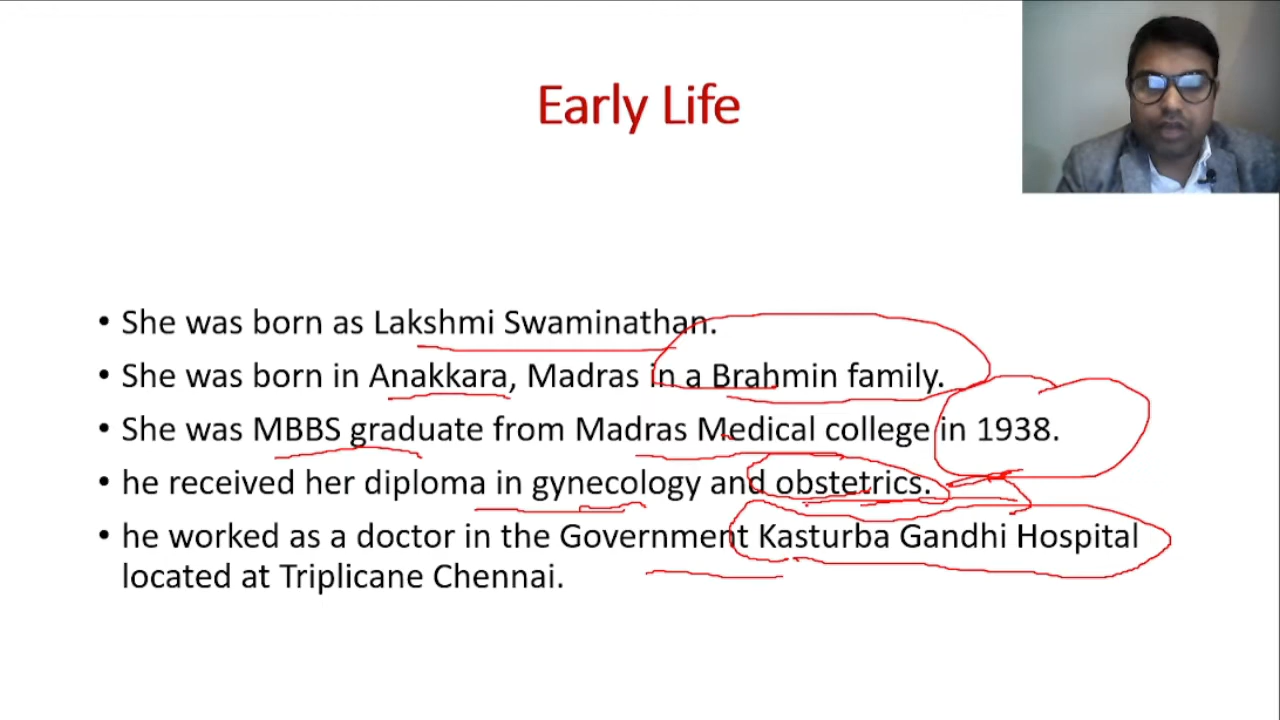 Early Life
• She was born as Lakshmi Swaminathan.
• She was born in Anakkara, Madras in a Brahmin family.
• She was MBBS graduate from Madras Medical college in 1938.
• he received her diploma in gynecology and obstetrics.
• he worked as a doctor in the Government Kasturba Gandhi Hospital
located at Triplicane Chennai.